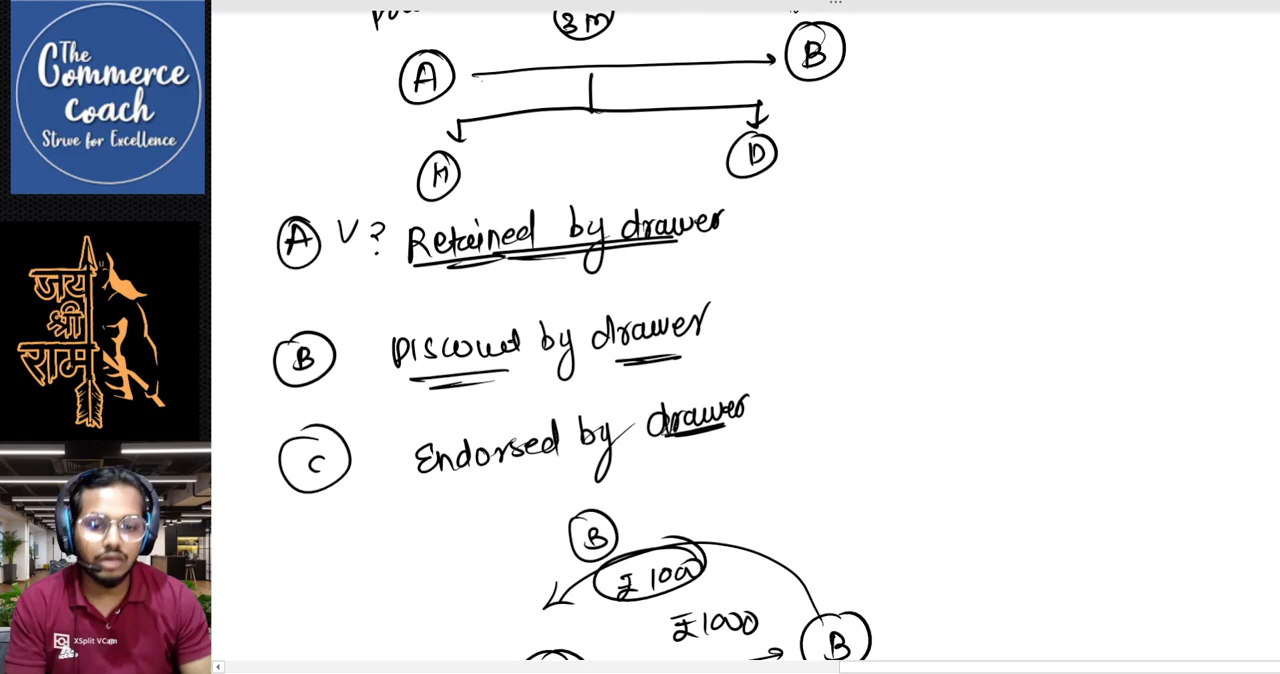 The
Commerce
Coach
Strive for Excellence
जय
श्री
राम
XSplit VCam
3 m
A
B
H
D
A V? Retained by drawer
B Discount by drawer
C Endorsed by drawer
B
₹ 1000
B